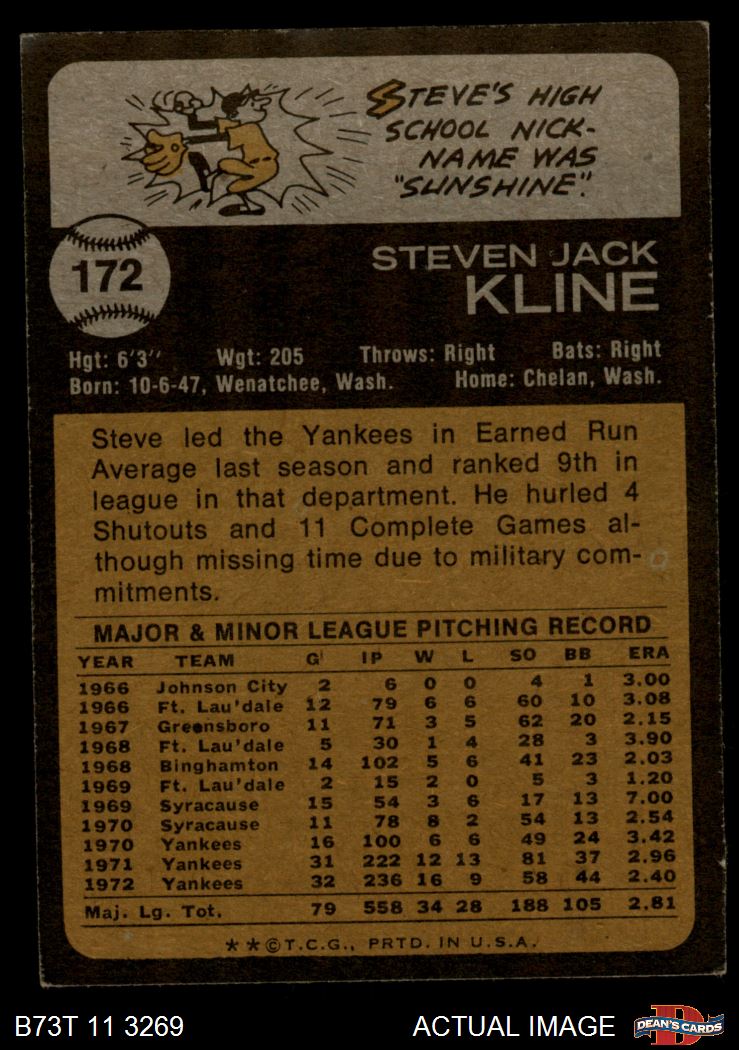 STEVE'S HIGH
SCHOOL NICK-
NAME WAS
"SUNSHINE".
172
STEVEN JACK
KLINE
Hgt: 6'3" Wgt: 205 Throws: Right Bats: Right
Born: 10-6-47, Wenatchee, Wash. Home: Chelan, Wash.
Steve led the Yankees in Earned Run
Average last season and ranked 9th in
league in that department. He hurled 4
Shutouts and 11 Complete Games al-
though missing time due to military com-
mitments.
MAJOR & MINOR LEAGUE PITCHING RECORD
YEAR TEAM G IP W L SO BB ERA
1966 Johnson City 2 6 0 0 4 1 3.00
1966 Ft. Lau'dale 12 79 6 6 60 10 3.08
1967 Greensboro 11 71 3 5 62 20 2.15
1968 Ft. Lau'dale 5 30 1 4 28 3 3.90
1968 Binghamton 14 102 5 6 41 23 2.03
1969 Ft. Lau'dale 2 15 2 0 5 3 1.20
1969 Syracause 15 54 3 6 17 13 7.00
1970 Syracause 11 78 8 2 54 13 2.54
1970 Yankees 16 100 6 6 49 24 3.42
1971 Yankees 31 222 12 13 81 37 2.96
1972 Yankees 32 236 16 9 58 44 2.40
Maj. Lg. Tot. 79 558 34 28 188 105 2.81
**©T.C.G., PRTD. IN U.S.A.
B73T 11 3269 ACTUAL IMAGE
DEAN'S CARDS